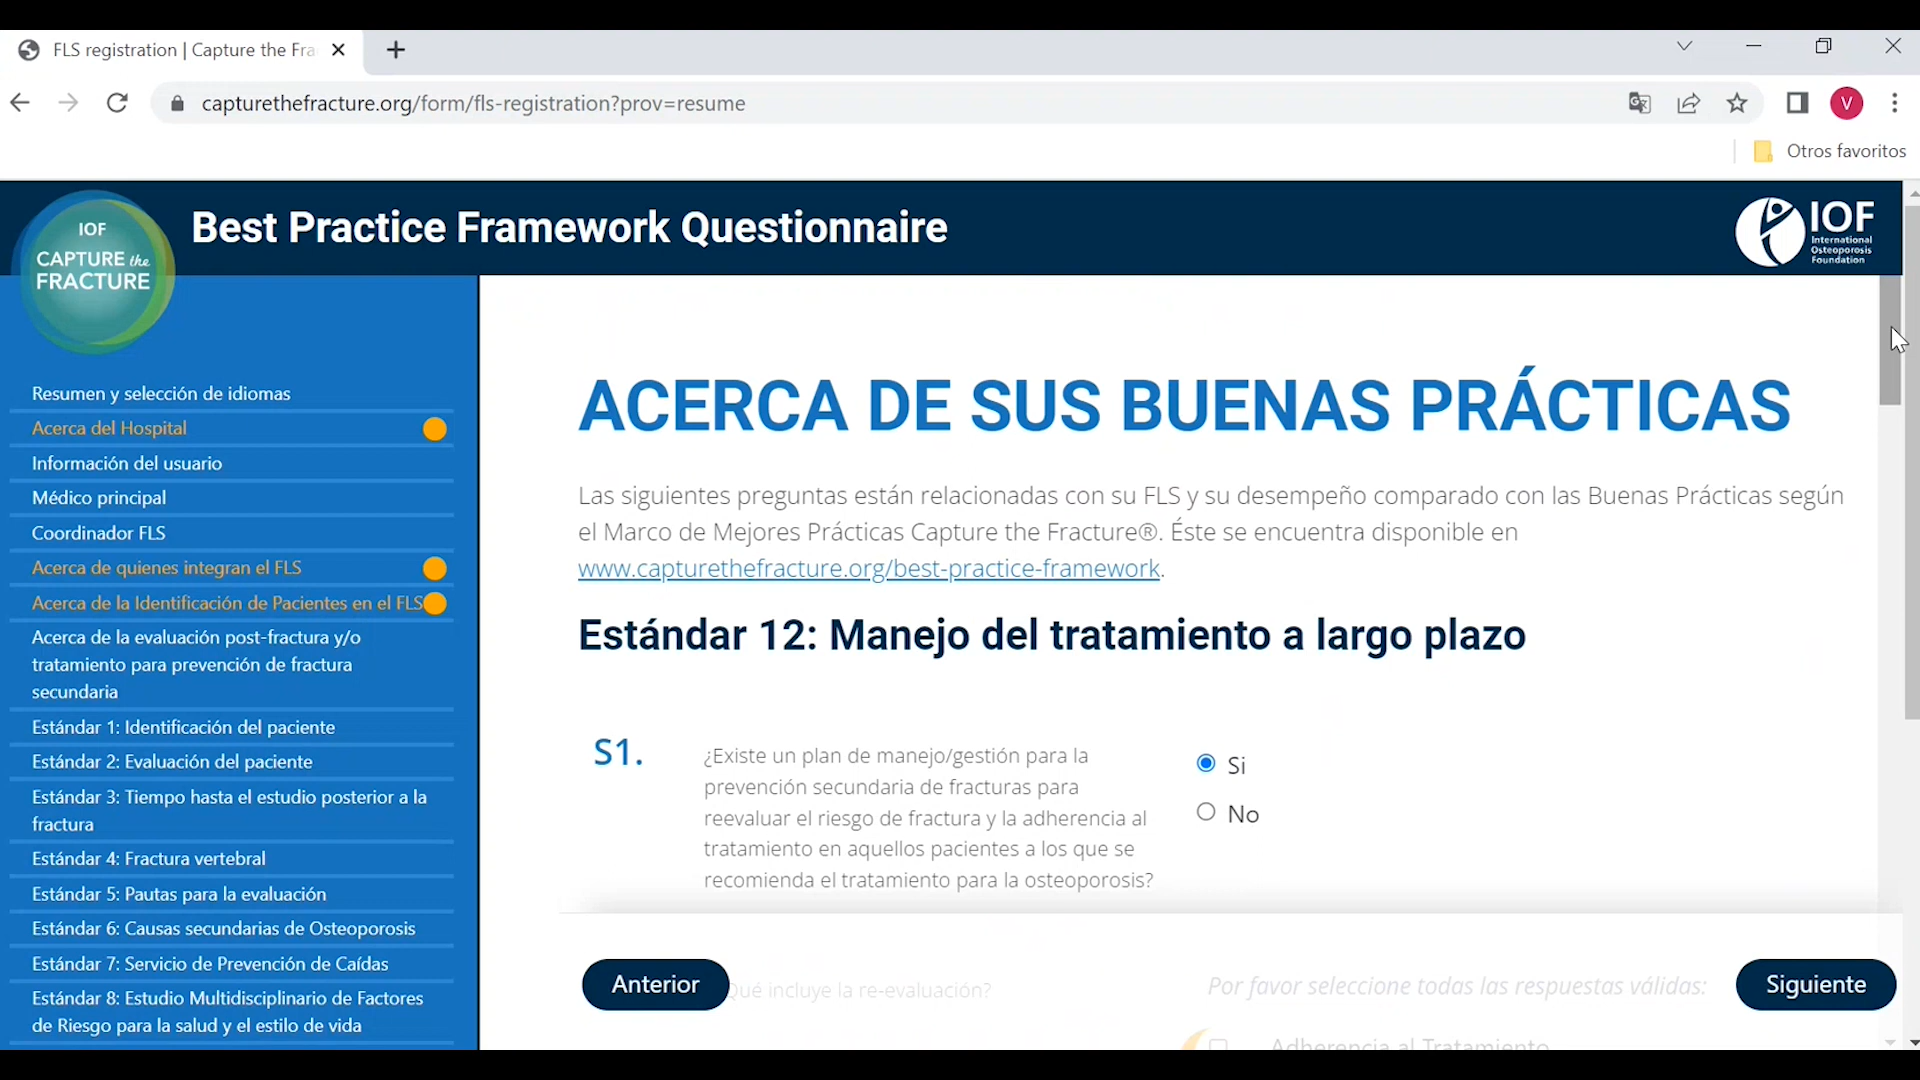 FLS registration | Capture the Fra
capturethefracture.org/form/fls-registration?prov=resume
V
Otros favoritos
IOF
CAPTURE the
FRACTURE
Best Practice Framework Questionnaire
IOF
International
Osteoporosis
Foundation
Resumen y selección de idiomas
Acerca del Hospital
Información del usuario
Médico principal
Coordinador FLS
Acerca de quienes integran el FLS
Acerca de la Identificación de Pacientes en el FLS
Acerca de la evaluación post-fractura y/o
tratamiento para prevención de fractura
secundaria
Estándar 1: Identificación del paciente
Estándar 2: Evaluación del paciente
Estándar 3: Tiempo hasta el estudio posterior a la
fractura
Estándar 4: Fractura vertebral
Estándar 5: Pautas para la evaluación
Estándar 6: Causas secundarias de Osteoporosis
Estándar 7: Servicio de Prevención de Caídas
Estándar 8: Estudio Multidisciplinario de Factores
de Riesgo para la salud y el estilo de vida
ACERCA DE SUS BUENAS PRÁCTICAS
Las siguientes preguntas están relacionadas con su FLS y su desempeño comparado con las Buenas Prácticas según
el Marco de Mejores Prácticas Capture the Fracture®. Éste se encuentra disponible en
www.capturethefracture.org/best-practice-framework.
Estándar 12: Manejo del tratamiento a largo plazo
S1.
¿Existe un plan de manejo/gestión para la
prevención secundaria de fracturas para
reevaluar el riesgo de fractura y la adherencia al
tratamiento en aquellos pacientes a los que se
recomienda el tratamiento para la osteoporosis?
Si
No
Anterior
Qué incluye la re-evaluación?
Por favor seleccione todas las respuestas válidas:
Siguiente
Adherencia al Tratamiento